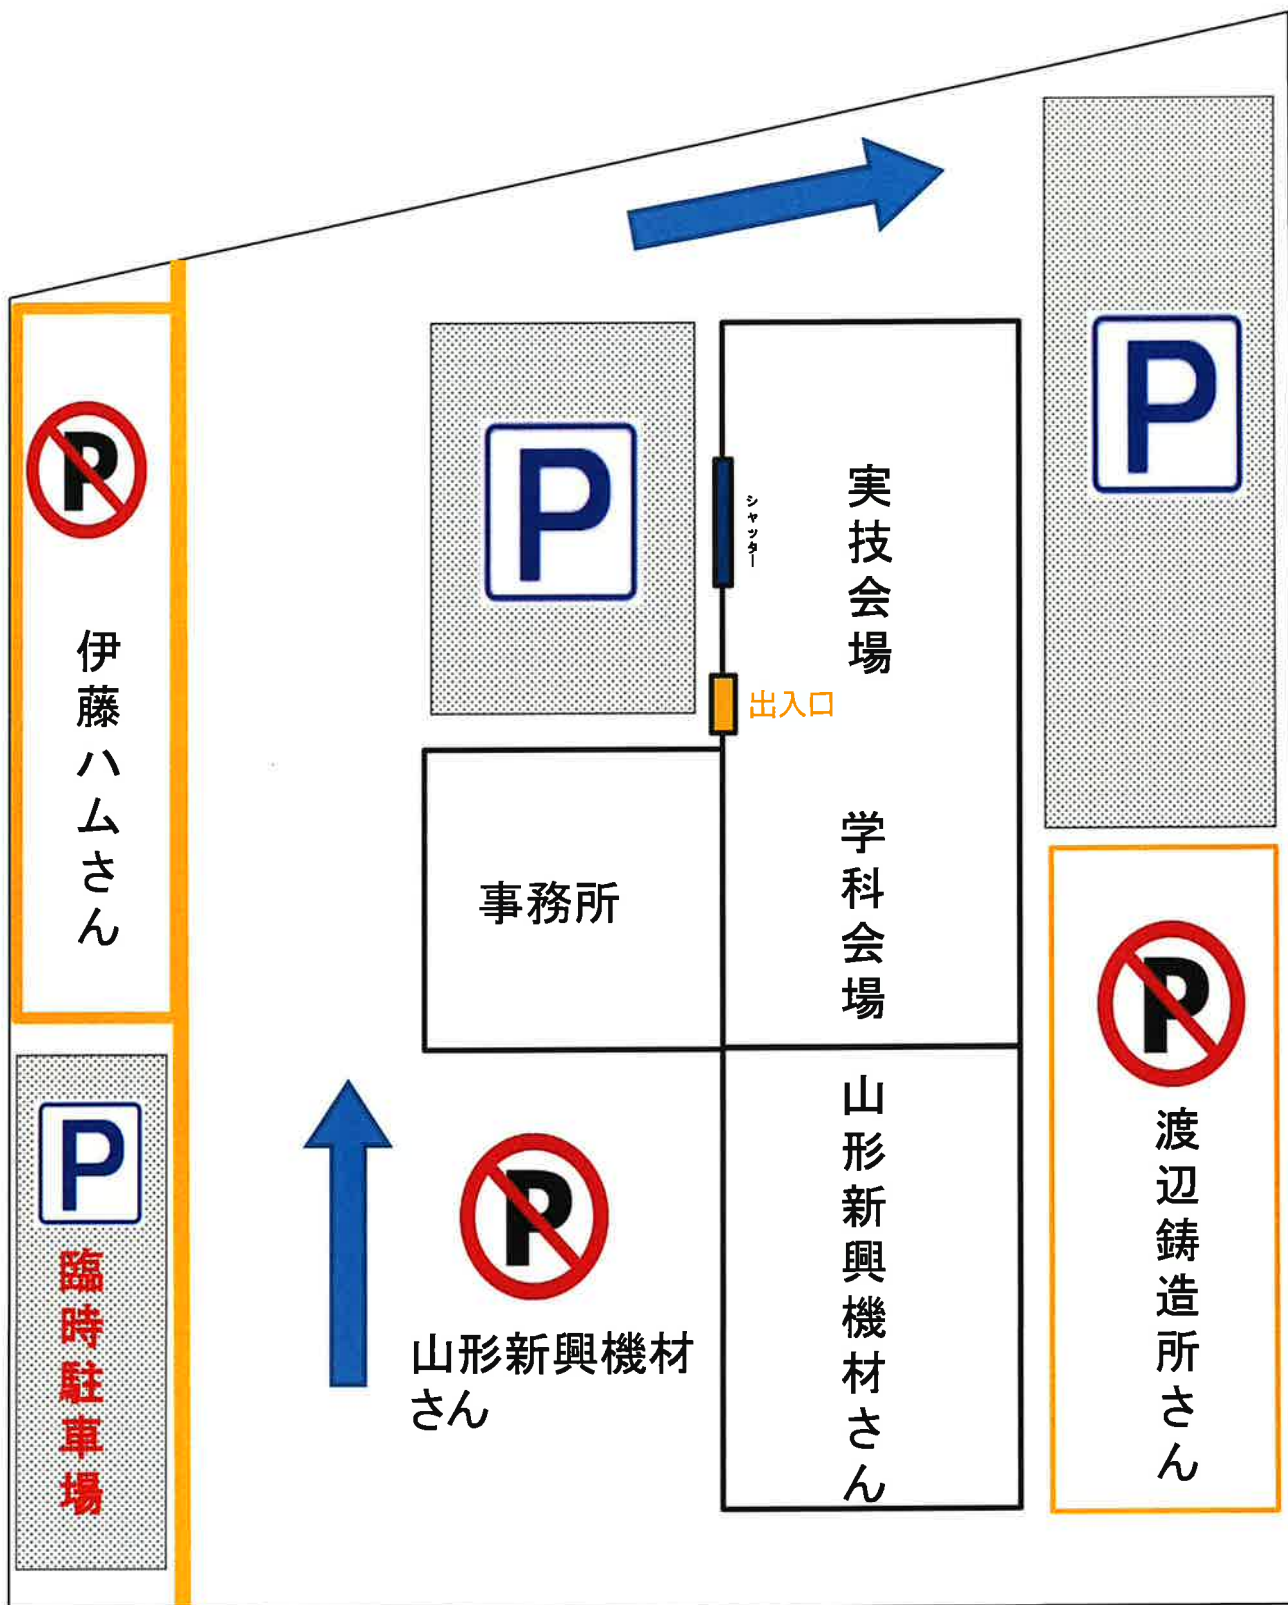 P
P
P
シャッター
実技会場
伊藤ハムさん
出入口
学科会場
事務所
P
P
臨時駐車場
P
山形新興機材
さん
山形新興機材さん
P
渡辺鋳造所さん